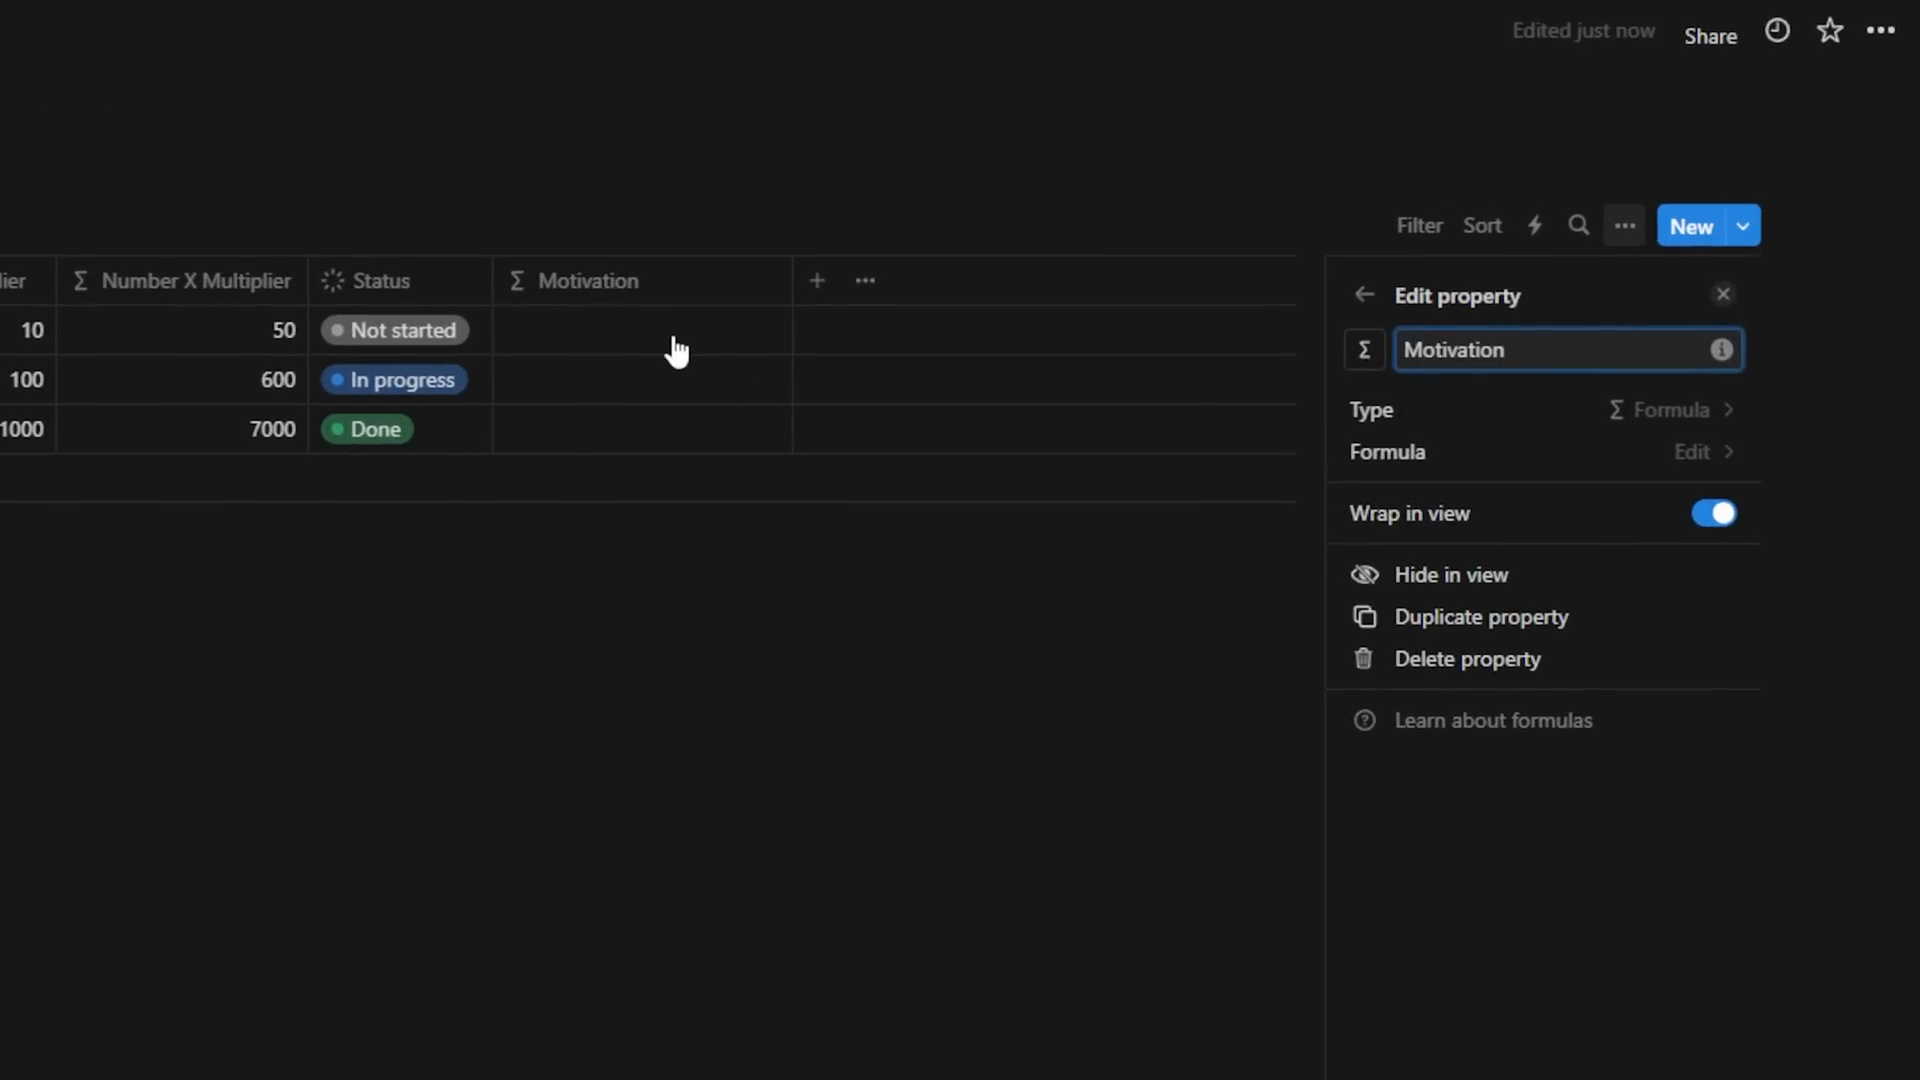 Edited just now Share
Filter Sort New
lier Number X Multiplier Status Motivation
10 50 Not started
100 600 In progress
1000 7000 Done
Edit property
Motivation
Type Formula
Formula Edit
Wrap in view
Hide in view
Duplicate property
Delete property
Learn about formulas